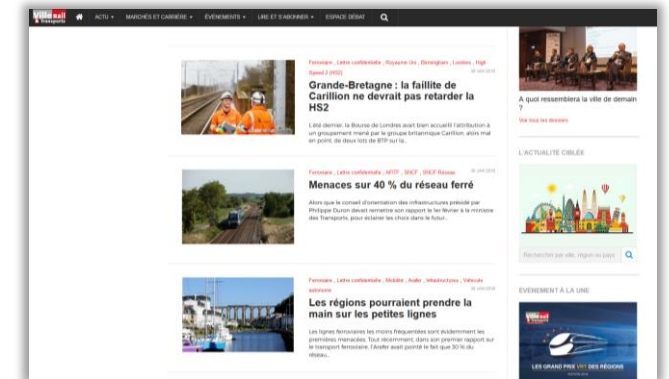 Ville Rail
& Transports
ACTU
MARCHÉS ET CARRIÈRE
ÉVÉNEMENTS
LIRE ET S'ABONNER
ESPACE DÉBAT
Ferroviaire , Lettre confidentielle , Royaume Uni , Birmingham , Londres , High
Speed 2 (HS2)
Grande-Bretagne : la faillite de
Carillion ne devrait pas retarder la
HS2
L'été dernier, la Bourse de Londres avait bien accueilli l'attribution à
un groupement mené par le groupe britannique Carillion, alors mal
en point, de deux lots de BTP sur la...
Ferroviaire , Lettre confidentielle , AFITF , SNCF , SNCF Réseau
Menaces sur 40 % du réseau ferré
Alors que le conseil d'orientation des infrastructures présidé par
Philippe Duron devait remettre son rapport le 1er février à la ministre
des Transports, pour éclairer les choix dans le futur...
Ferroviaire , Lettre confidentielle , Mobilité , Arafer , Infrastructures , Véhicule
autonome
Les régions pourraient prendre la
main sur les petites lignes
Les lignes ferroviaires les moins fréquentées sont évidemment les
premières menacées. Tout récemment, dans son premier rapport sur
le transport ferroviaire, l'Arafer avait pointé le fait que 30 % du
réseau...
A quoi ressemblera la ville de demain
?
Voir tous les dossiers
L'ACTUALITÉ CIBLÉE
Rechercher par ville, région ou pays
ÉVÉNEMENT À LA UNE
Ville Rail
LES GRAND PRIX VRT DES RÉGIONS